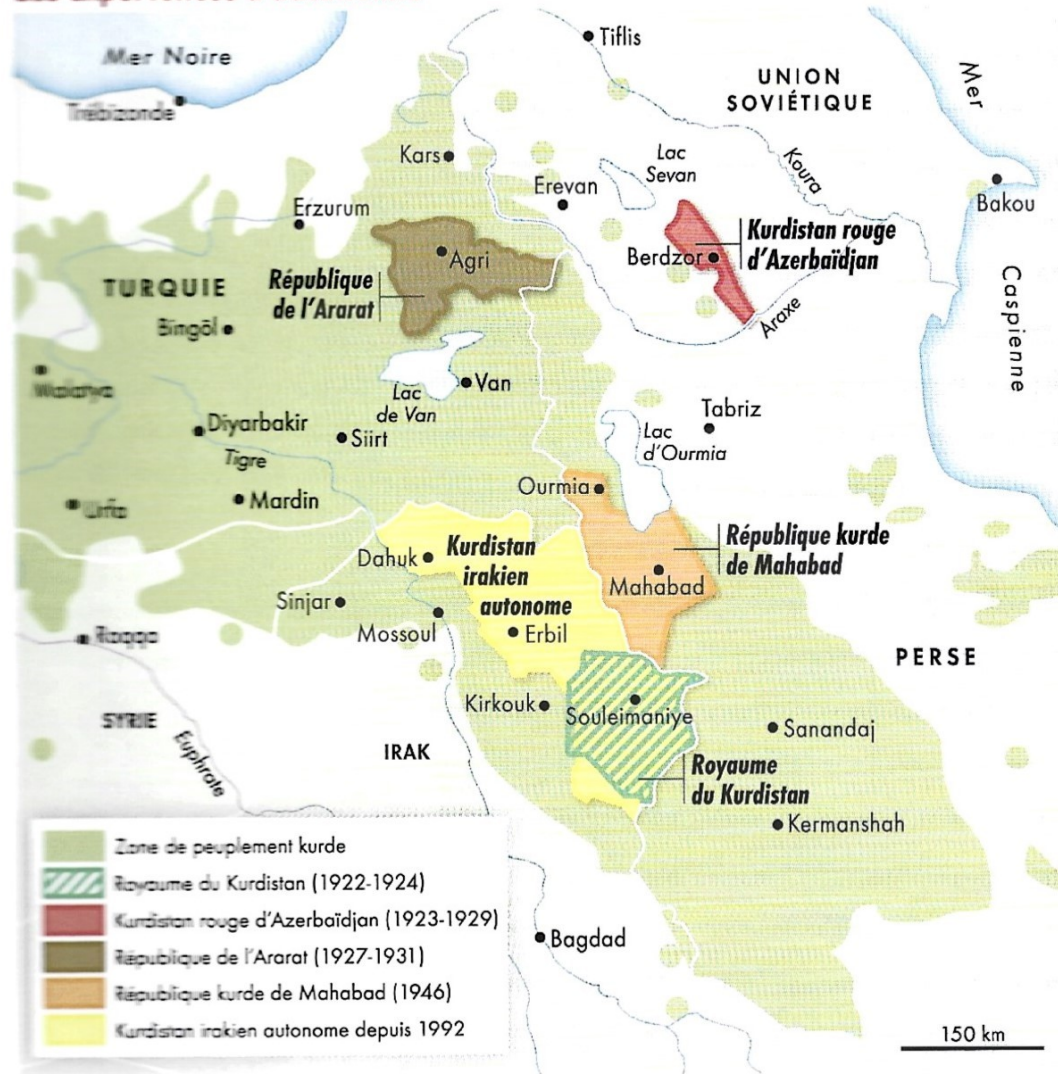 Mer Noire
Trébizonde
Tiflis
UNION
SOVIÉTIQUE
Mer
Caspienne
Kars
Lac
Sevan
Koura
Erevan
Bakou
Erzurum
Kurdistan rouge
d'Azerbaïdjan
Berdzor
Agri
République
de l'Ararat
TURQUIE
Araxe
Bingöl
Malatya
Lac
de Van
Van
Tabriz
Diyarbakir
Tigre
Siirt
Lac
d'Ourmia
Urfa
Mardin
Ourmia
République kurde
de Mahabad
Mahabad
Dahuk
Kurdistan
irakien
autonome
Sinjar
Mossoul
Erbil
Raqqa
PERSE
Kirkouk
Souleimaniye
SYRIE
Sanandaj
Euphrate
IRAK
Royaume
du Kurdistan
Kermanshah
Zone de peuplement kurde
Royaume du Kurdistan (1922-1924)
Kurdistan rouge d'Azerbaïdjan (1923-1929)
République de l'Ararat (1927-1931)
République kurde de Mahabad (1946)
Kurdistan irakien autonome depuis 1992
Bagdad
150 km